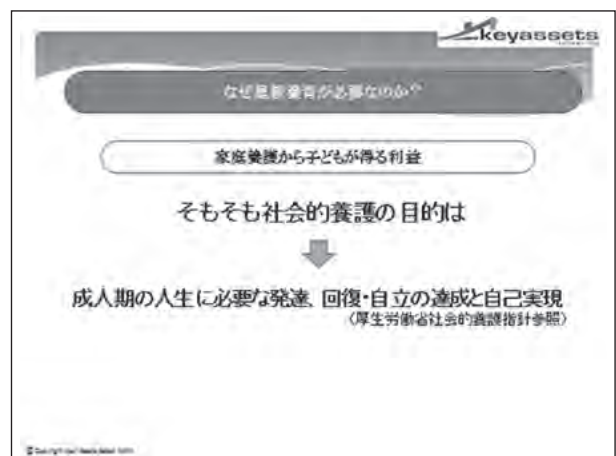 keyassets
なぜ里親養育が必要なのか?
家庭養護から子どもが得る利益
そもそも社会的養護の目的は
成人期の人生に必要な発達、回復・自立の達成と自己実現
(厚生労働省社会的養護指針参照)